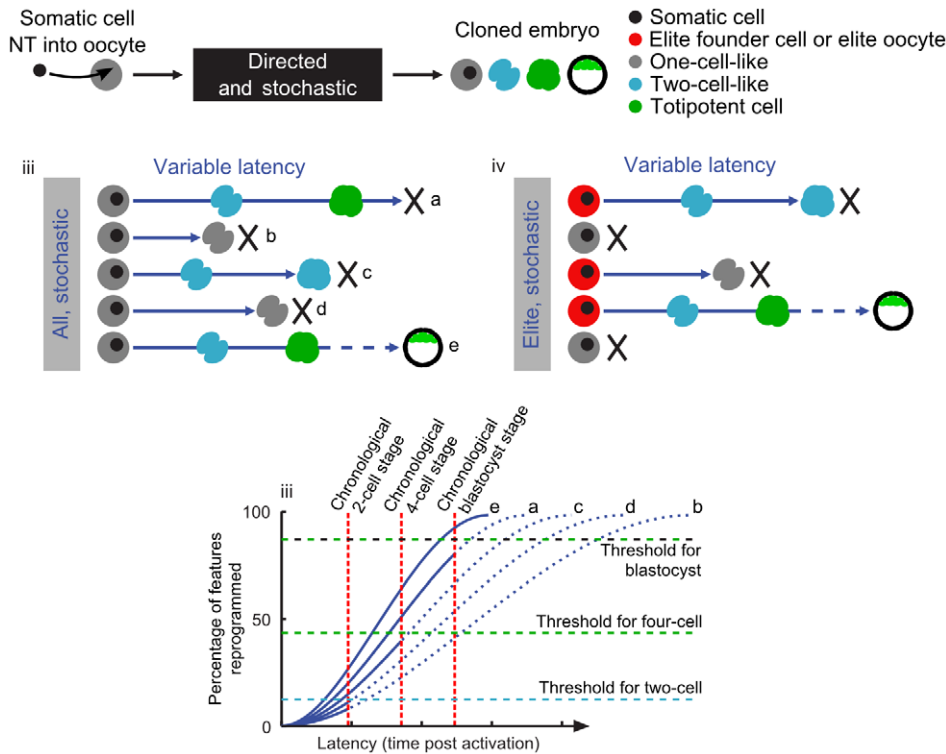 Somatic cell
NT into oocyte
Directed
and stochastic
Cloned embryo
Somatic cell
Elite founder cell or elite oocyte
One-cell-like
Two-cell-like
Totipotent cell
iii
Variable latency
All, stochastic
a
b
c
d
e
iv
Variable latency
Elite, stochastic
iii
Chronological
2-cell stage
Chronological
4-cell stage
Chronological
blastocyst stage
e a c d b
100
50
0
Percentage of features
reprogrammed
Threshold for
blastocyst
Threshold for four-cell
Threshold for two-cell
Latency (time post activation)